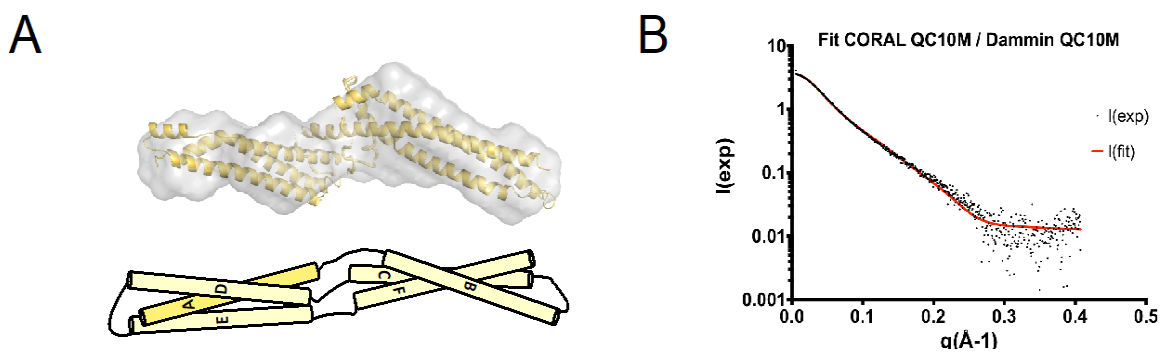 A
B
Fit CORAL QC10M / Dammin QC10M
10
1
0.1
0.01
0.001
I(exp)
I(exp)
I(fit)
0.0
0.1
0.2
0.3
0.4
0.5
q(Å-1)
A
D
E
C
F
B